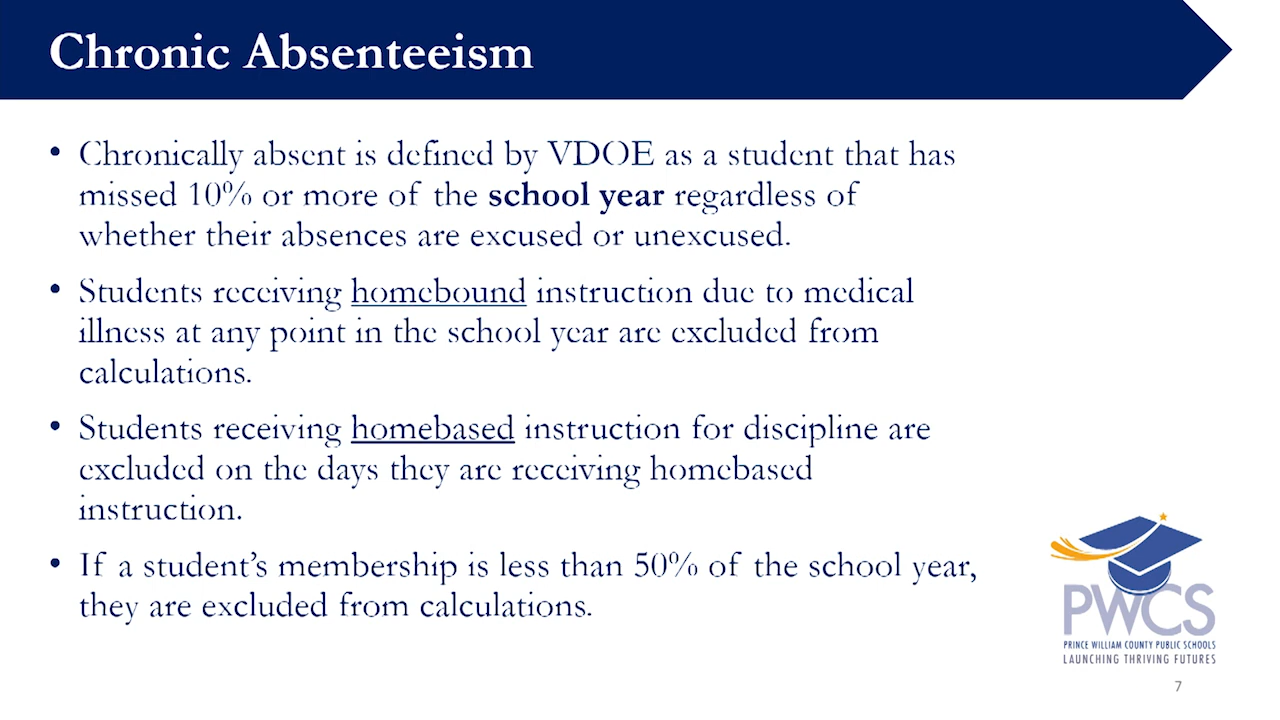 Chronic Absenteeism
• Chronically absent is defined by VDOE as a student that has
missed 10% or more of the school year regardless of
whether their absences are excused or unexcused.
• Students receiving homebound instruction due to medical
illness at any point in the school year are excluded from
calculations.
• Students receiving homebased instruction for discipline are
excluded on the days they are receiving homebased
instruction.
• If a student’s membership is less than 50% of the school year,
they are excluded from calculations.
PWCS
PRINCE WILLIAM COUNTY PUBLIC SCHOOLS
LAUNCHING THRIVING FUTURES
7